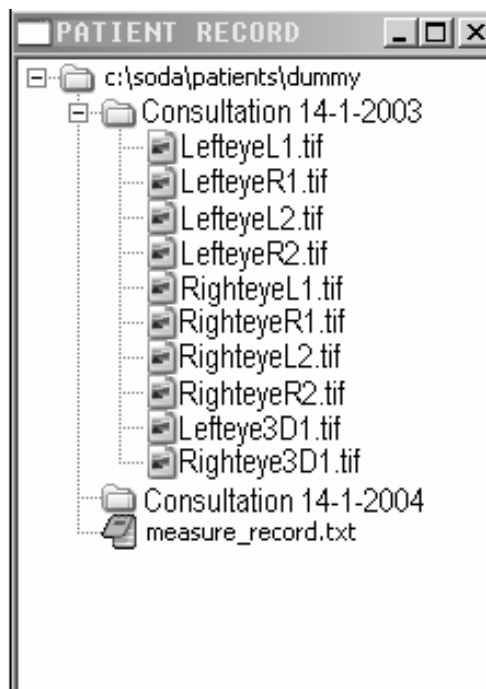 PATIENT RECORD
c:\soda\patients\dummy
Consultation 14-1-2003
LefteyeL1.tif
LefteyeR1.tif
LefteyeL2.tif
LefteyeR2.tif
RighteyeL1.tif
RighteyeR1.tif
RighteyeL2.tif
RighteyeR2.tif
Lefteye3D1.tif
Righteye3D1.tif
Consultation 14-1-2004
measure_record.txt